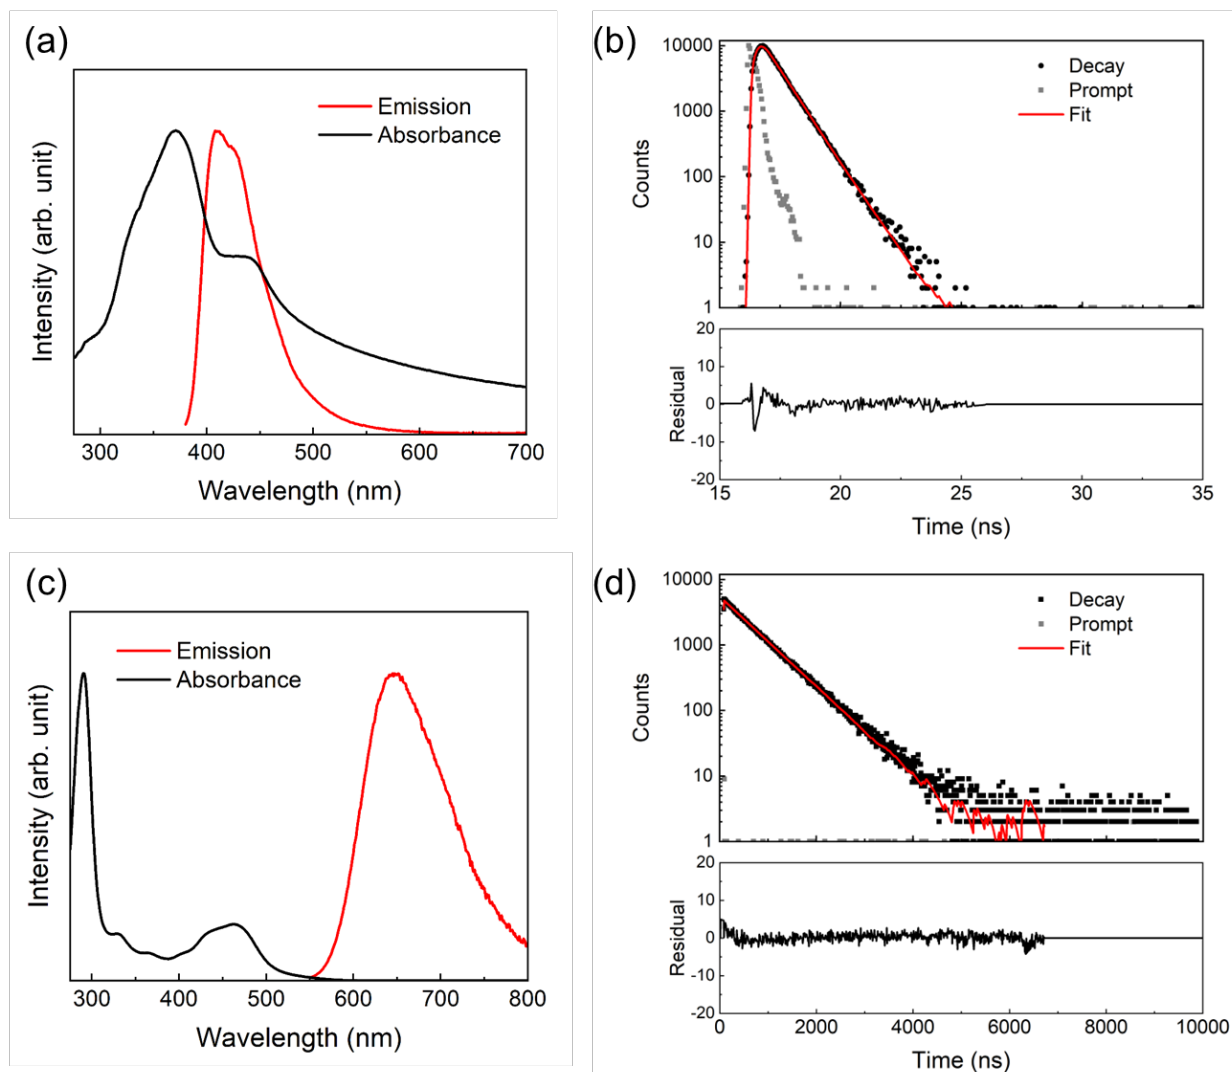 (a)
Emission
Absorbance
Intensity (arb. unit)
300 400 500 600 700
Wavelength (nm)
(b)
10000
1000
100
10
1
Counts
Decay
Prompt
Fit
20
10
0
-10
-20
Residual
15 20 25 30 35
Time (ns)
(c)
Emission
Absorbance
Intensity (arb. unit)
300 400 500 600 700 800
Wavelength (nm)
(d)
10000
1000
100
10
1
Counts
Decay
Prompt
Fit
20
10
0
-10
-20
Residual
0 2000 4000 6000 8000 10000
Time (ns)